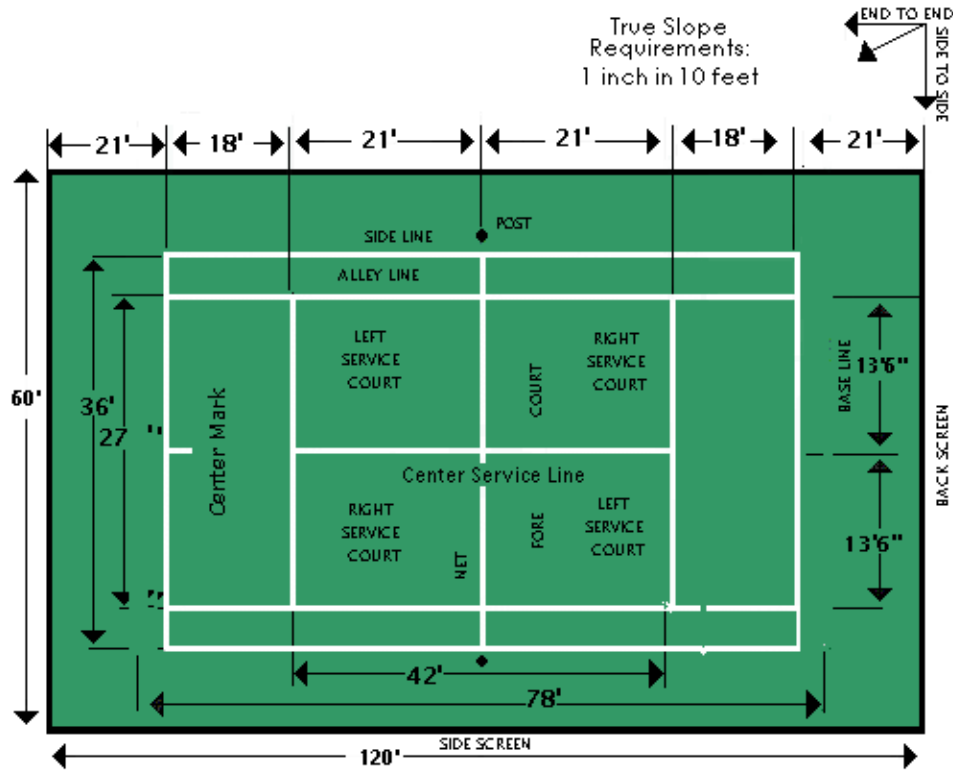 END TO END
SIDE TO SIDE
True Slope
Requirements:
1 inch in 10 feet
21'
18'
21'
21'
18'
21'
POST
SIDE LINE
ALLEY LINE
LEFT
SERVICE
COURT
RIGHT
SERVICE
COURT
COURT
BASE LINE
13'6"
60'
36'
27 "
Center Mark
Center Service Line
BACK SCREEN
RIGHT
SERVICE
COURT
NET
FORE
LEFT
SERVICE
COURT
13'6"
42'
78'
SIDE SCREEN
120'